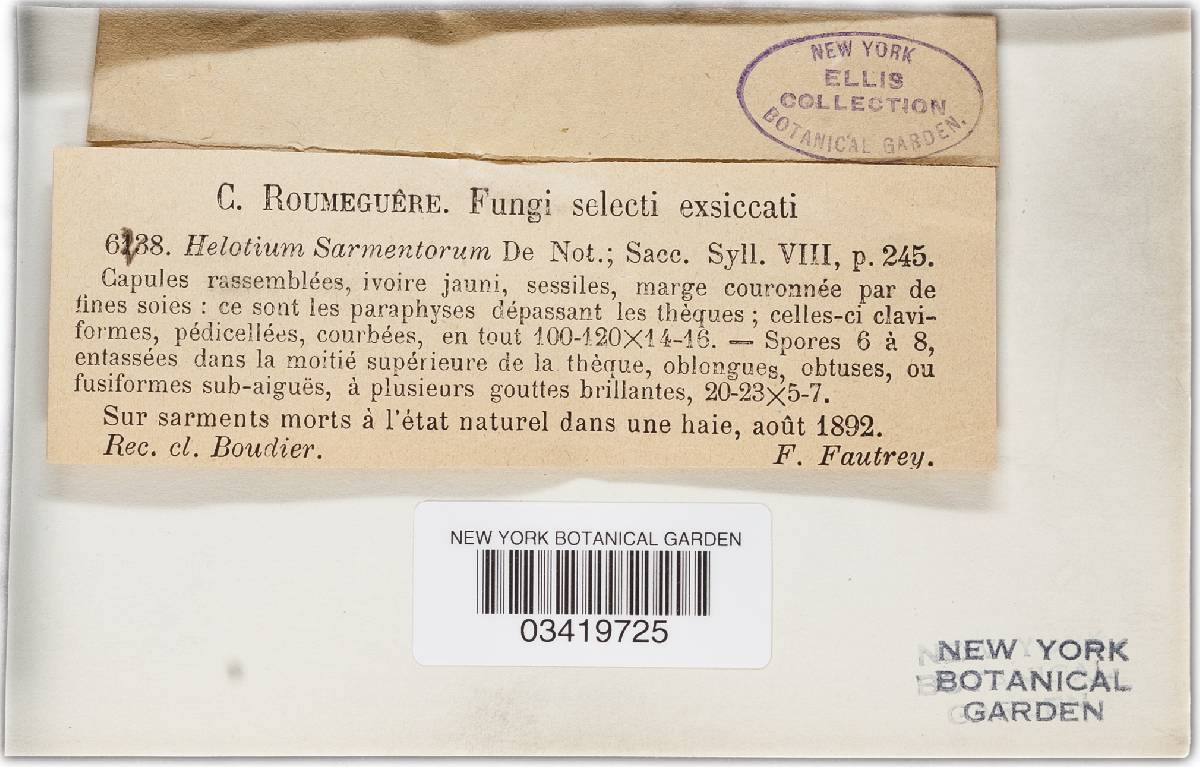 NEW YORK
ELLIS
COLLECTION
BOTANICAL GARDEN.
C. ROUMEGUÊRE. Fungi selecti exsiccati
Helotium Sarmentorum De Not.; Sacc. Syll. VIII, p. 245.
Capules rassemblées, ivoire jauni, sessiles, marge couronnée par de
fines soies : ce sont les paraphyses dépassant les thèques ; celles-ci clavi-
formes, pédicellées, courbées, en tout 100-120×14-16. — Spores 6 à 8,
entassées dans la moitié supérieure de la thèque, oblongues, obtuses, ou
fusiformes sub-aiguës, à plusieurs gouttes brillantes, 20-23×5-7.
Sur sarments morts à l'état naturel dans une haie, août 1892.
Rec. cl. Boudier. F. Fautrey.
NEW YORK BOTANICAL GARDEN
03419725
NEW YORK
BOTANICAL
GARDEN